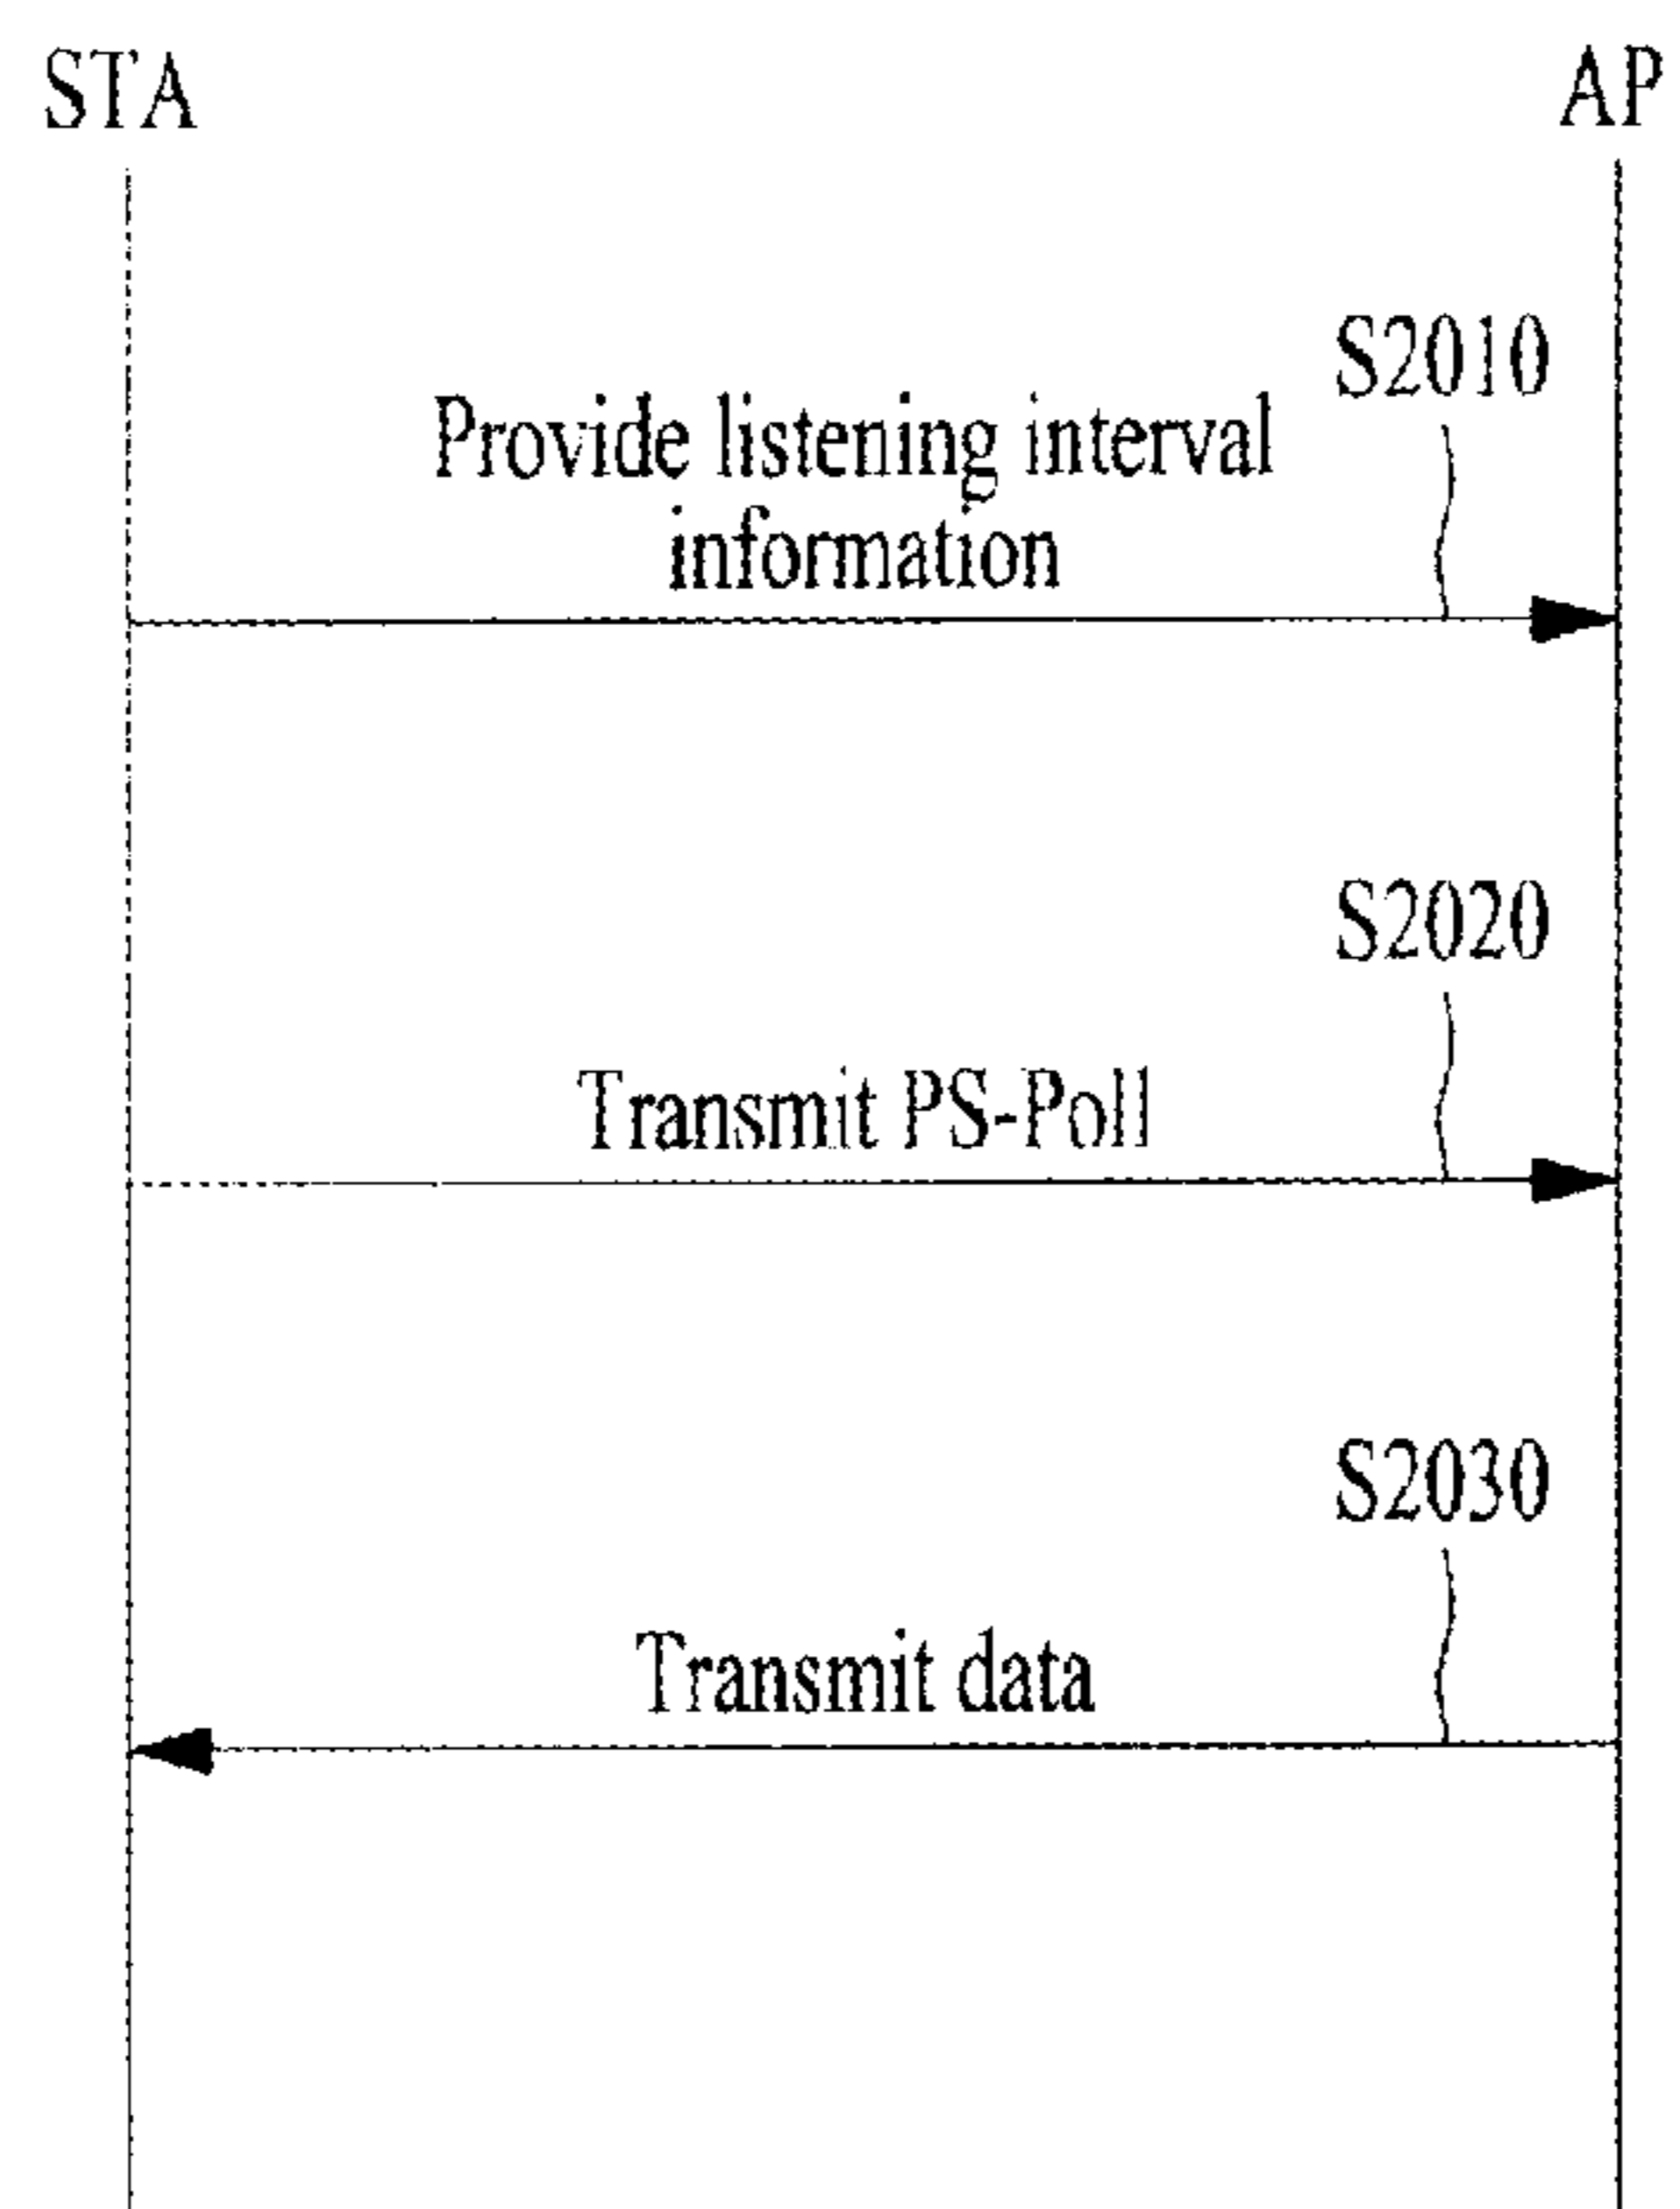 STA
AP
S2010
Provide listening interval
information
S2020
Transmit PS-Poll
S2030
Transmit data